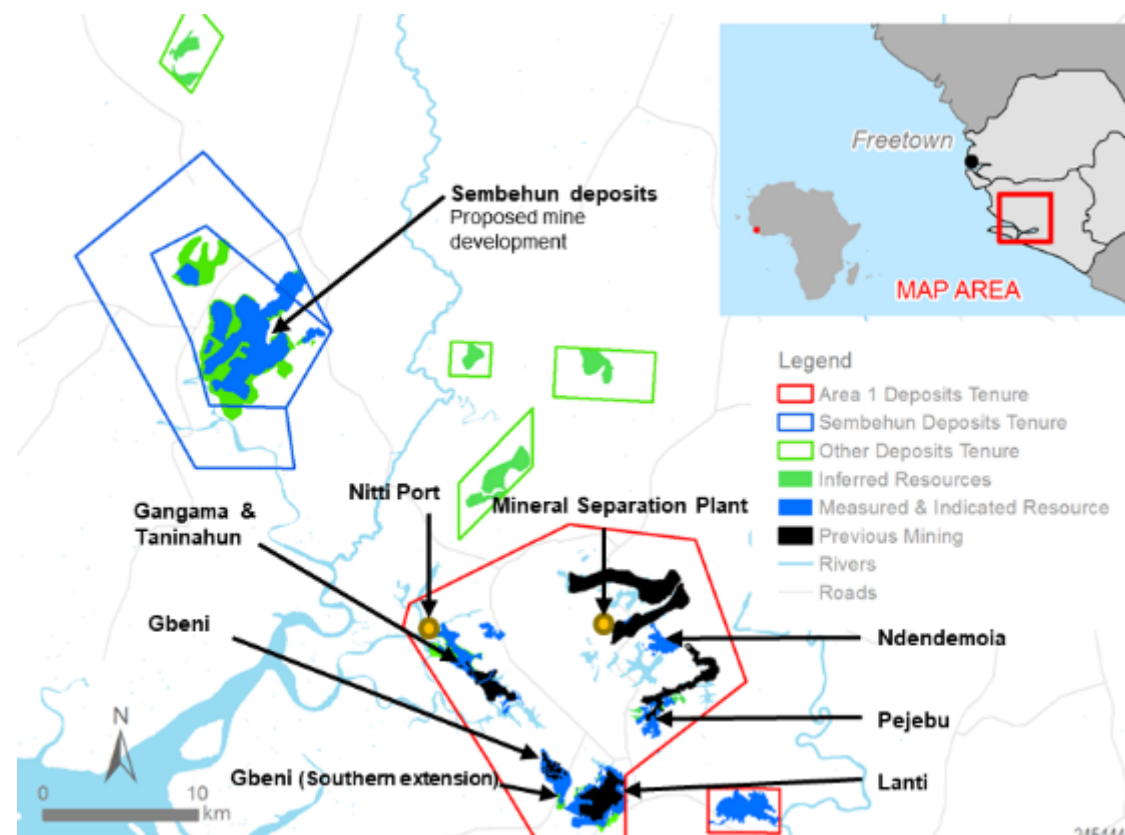 Freetown
MAP AREA
Sembehun deposits
Proposed mine
development
Legend
Area 1 Deposits Tenure
Sembehun Deposits Tenure
Other Deposits Tenure
Inferred Resources
Measured & Indicated Resource
Previous Mining
Rivers
Roads
Nitti Port
Mineral Separation Plant
Gangama &
Taninahun
Gbeni
Ndendemoia
Pejebu
Gbeni (Southern extension)
Lanti
N
0 10
km